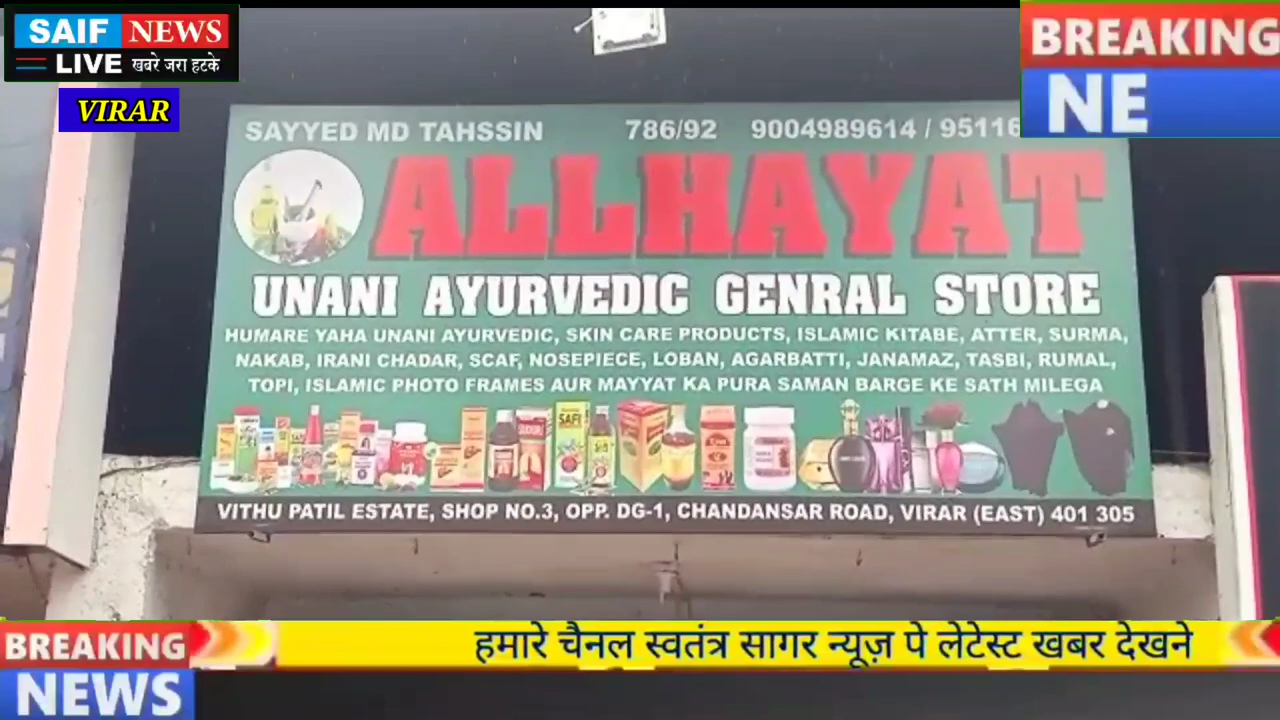 SAIF NEWS
LIVE खबरे जरा हटके
VIRAR
BREAKING
NE
SAYYED MD TAHSSIN 786/92 9004989614 / 95116
ALLHAYAT
UNANI AYURVEDIC GENRAL STORE
HUMARE YAHA UNANI AYURVEDIC, SKIN CARE PRODUCTS, ISLAMIC KITABE, ATTER, SURMA,
NAKAB, IRANI CHADAR, SCAF, NOSEPIECE, LOBAN, AGARBATTI, JANAMAZ, TASBI, RUMAL,
TOPI, ISLAMIC PHOTO FRAMES AUR MAYYAT KA PURA SAMAN BARGE KE SATH MILEGA
SAFI
VITHU PATIL ESTATE, SHOP NO.3, OPP. DG-1, CHANDANSAR ROAD, VIRAR (EAST) 401 305
BREAKING
NEWS
हमारे चैनल स्वतंत्र सागर न्यूज़ पे लेटेस्ट खबर देखने